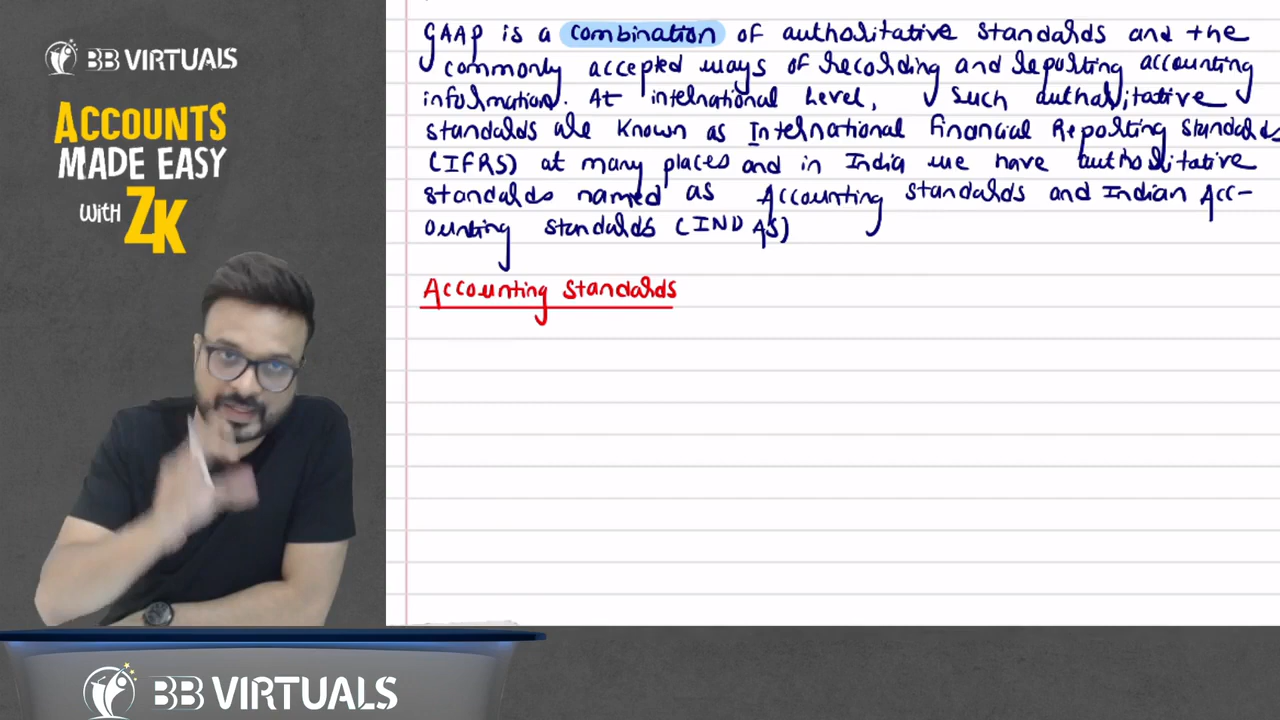 BB VIRTUALS
ACCOUNTS
MADE EASY
WITH ZK
GAAP is a combination of authoritative standards and the
commonly accepted ways of recording and reporting accounting
information. At international level, such authoritative
standards are known as International Financial Reporting Standards
(IFRS) at many places and in India we have authoritative
standards named as Accounting standards and Indian Acc-
ounting standards (IND AS)
Accounting Standards
BB VIRTUALS